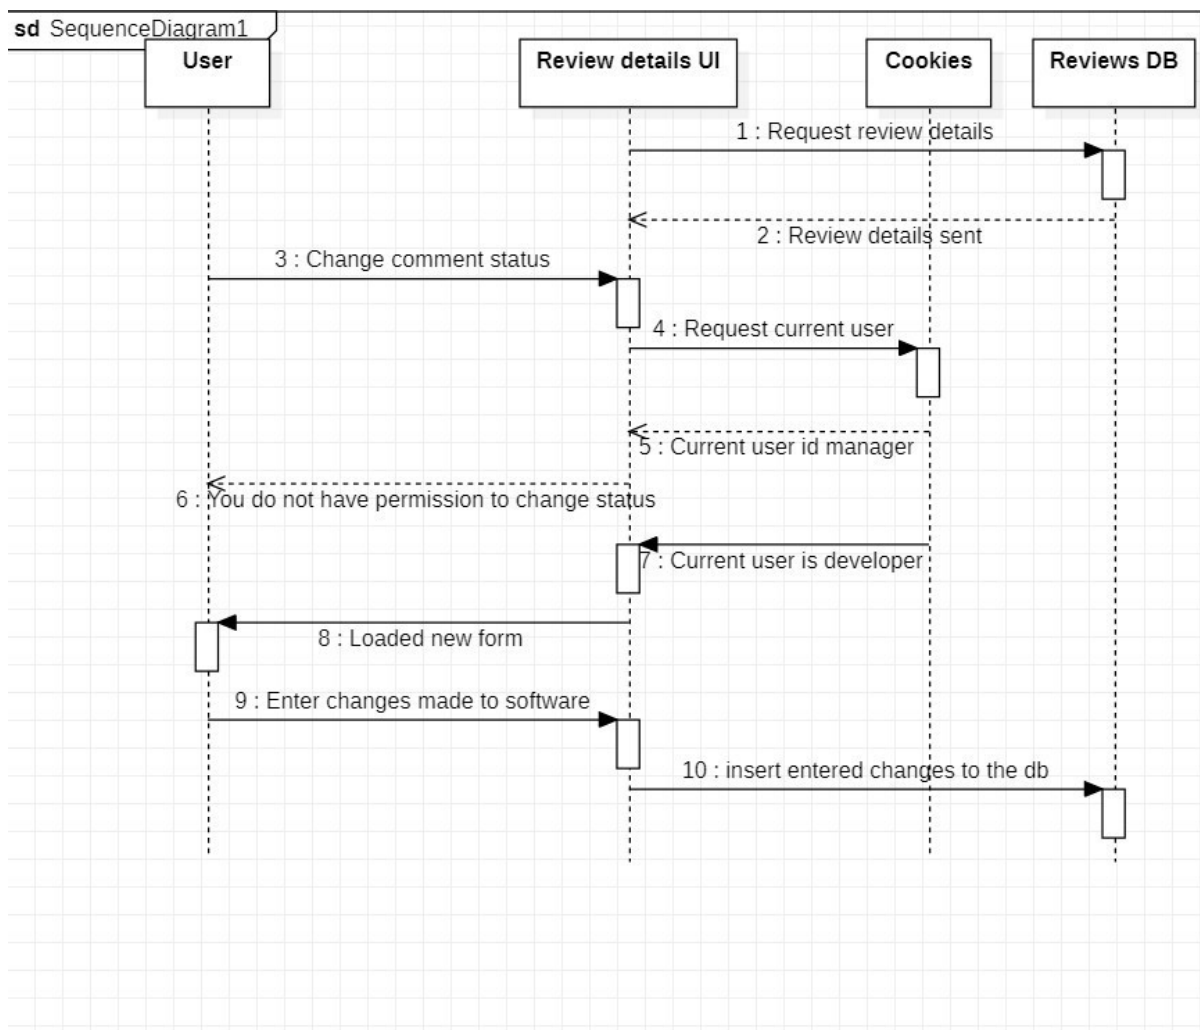 sd SequenceDiagram1
User
Review details UI
Cookies
Reviews DB
1 : Request review details
2 : Review details sent
3 : Change comment status
4 : Request current user
5 : Current user id manager
6 : You do not have permission to change status
7 : Current user is developer
8 : Loaded new form
9 : Enter changes made to software
10 : insert entered changes to the db